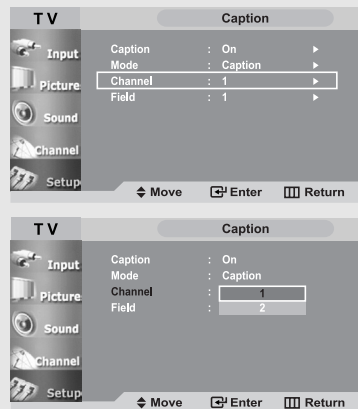 TV Caption
Input
Picture
Sound
Channel
Setup
Caption : On ►
Mode : Caption ►
Channel : 1 ►
Field : 1 ►
Move Enter Return
TV Caption
Input
Picture
Sound
Channel
Setup
Caption : On
Mode : Caption
Channel : 1
Field : 2
Move Enter Return